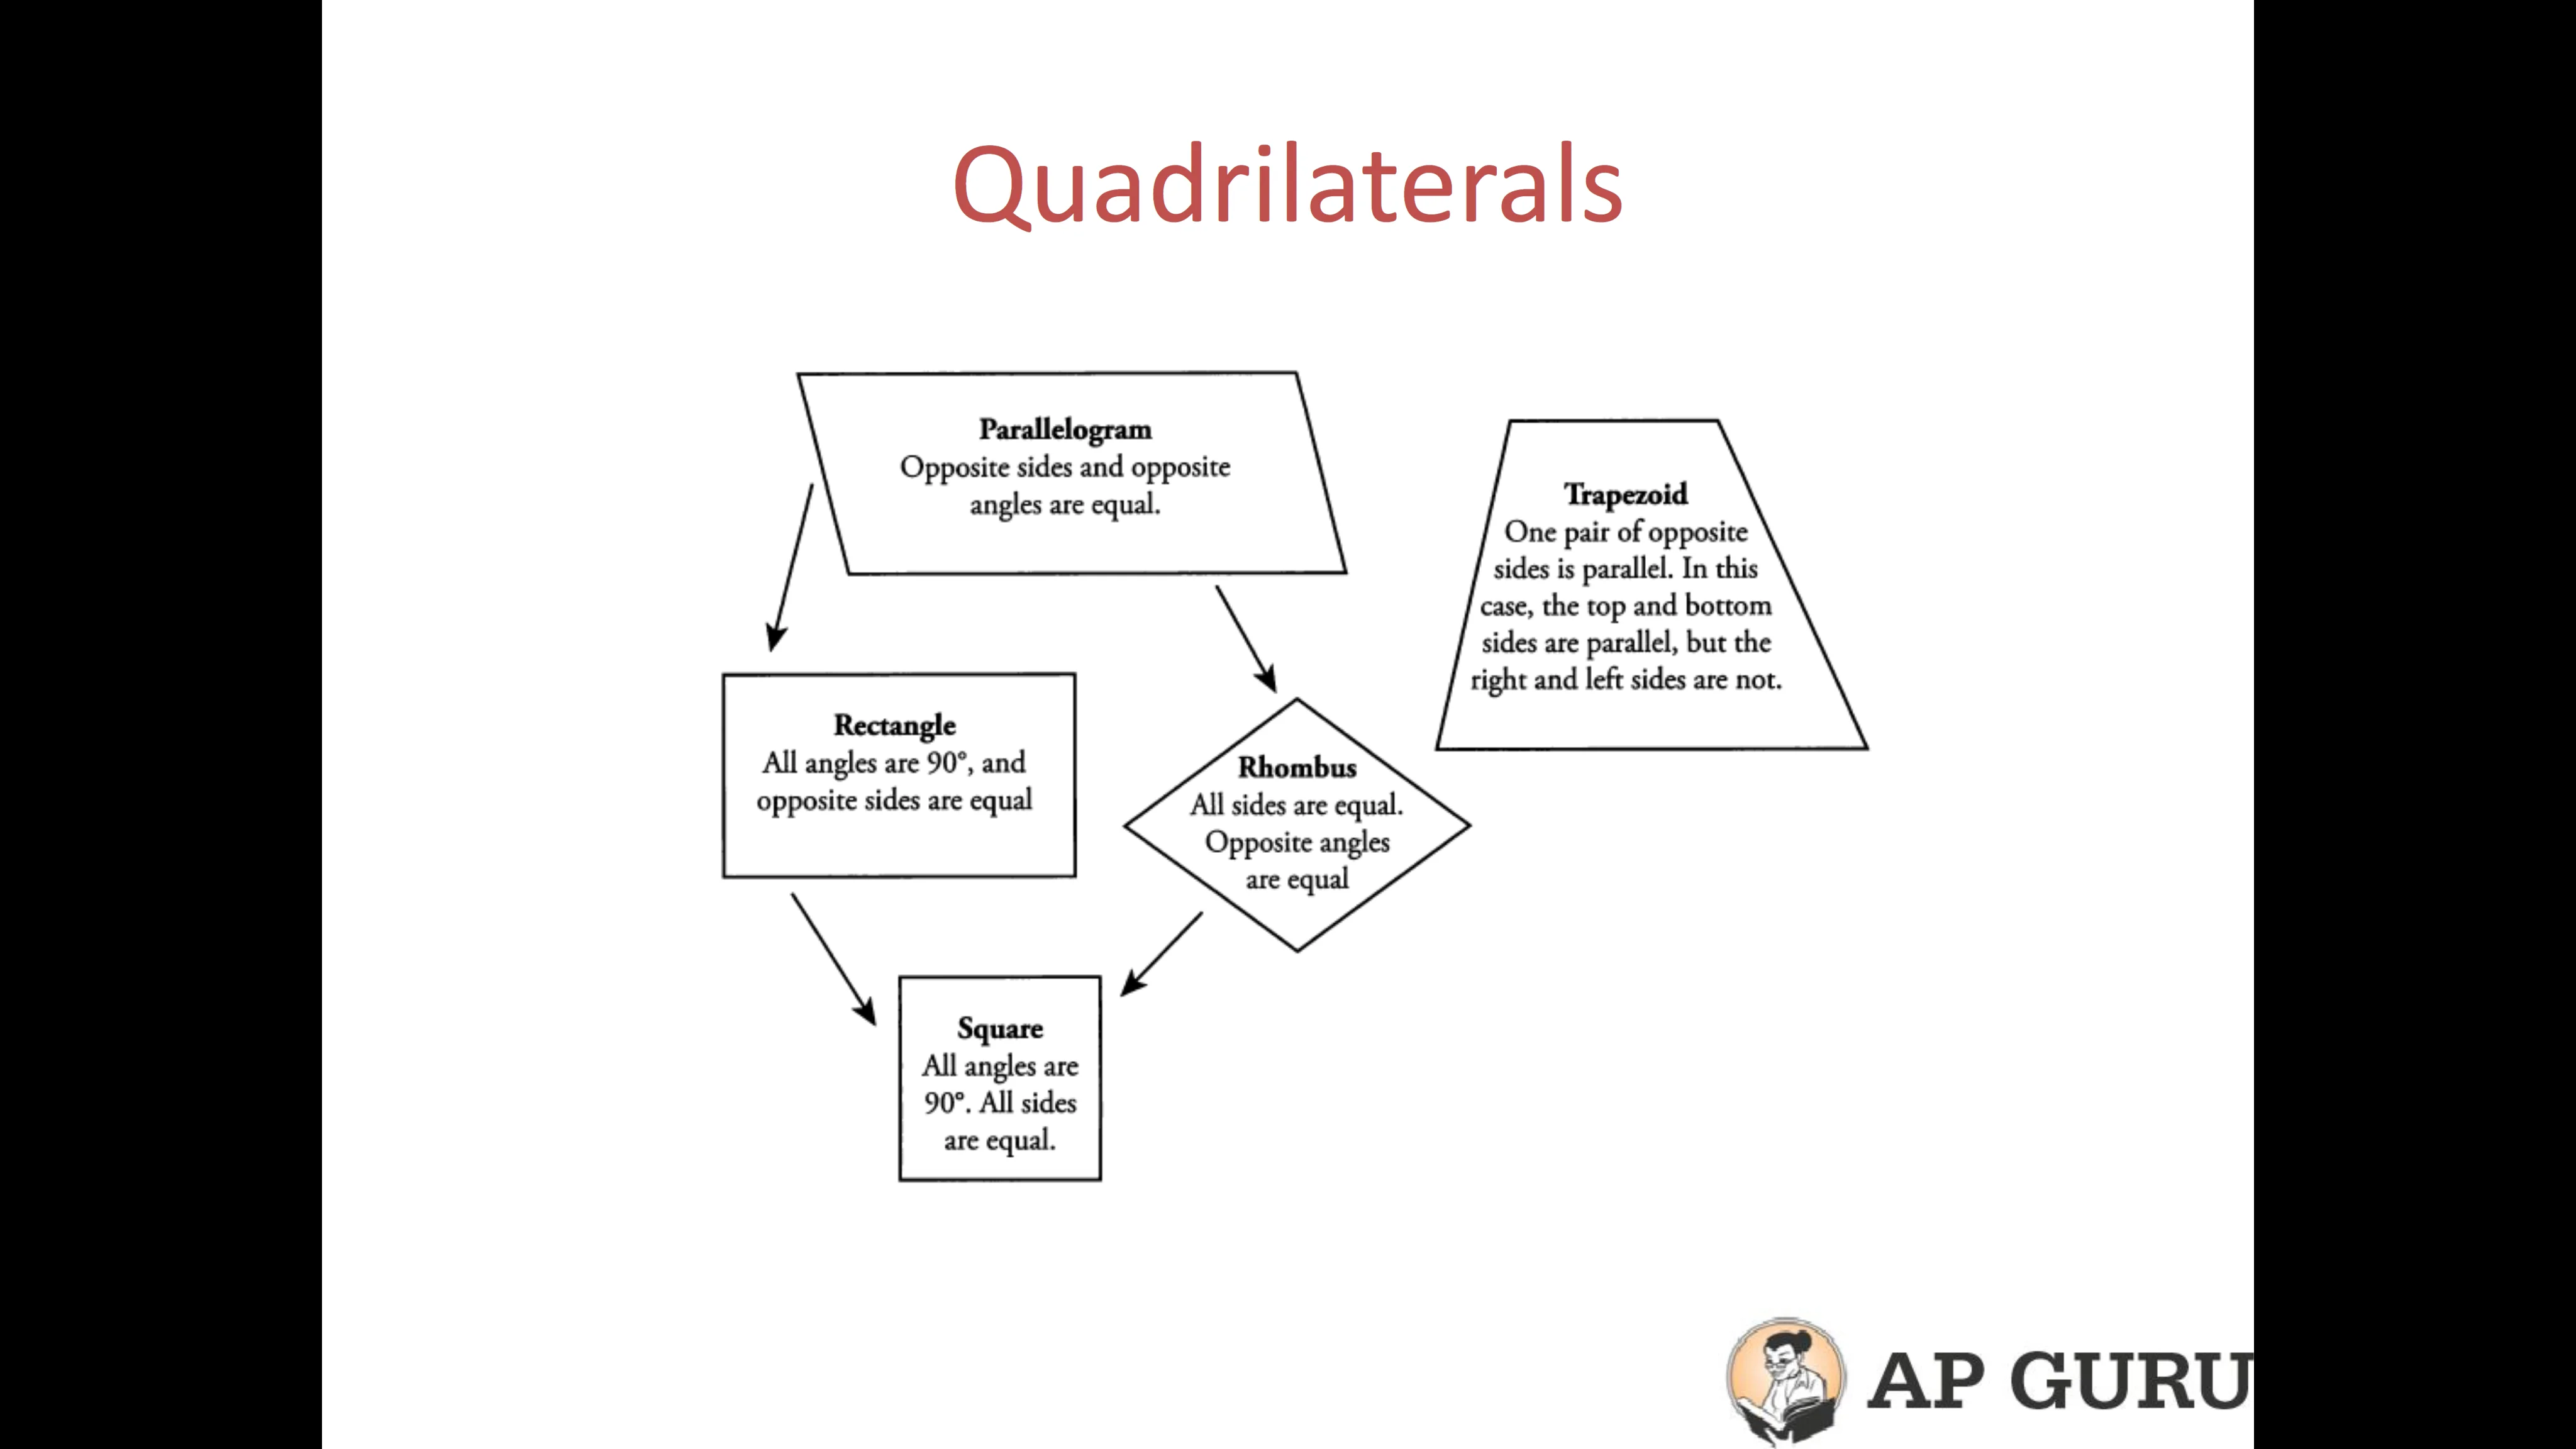 Quadrilaterals
Parallelogram
Opposite sides and opposite
angles are equal.
Trapezoid
One pair of opposite
sides is parallel. In this
case, the top and bottom
sides are parallel, but the
right and left sides are not.
Rectangle
All angles are 90°, and
opposite sides are equal
Rhombus
All sides are equal.
Opposite angles
are equal
Square
All angles are
90°. All sides
are equal.
AP GURU